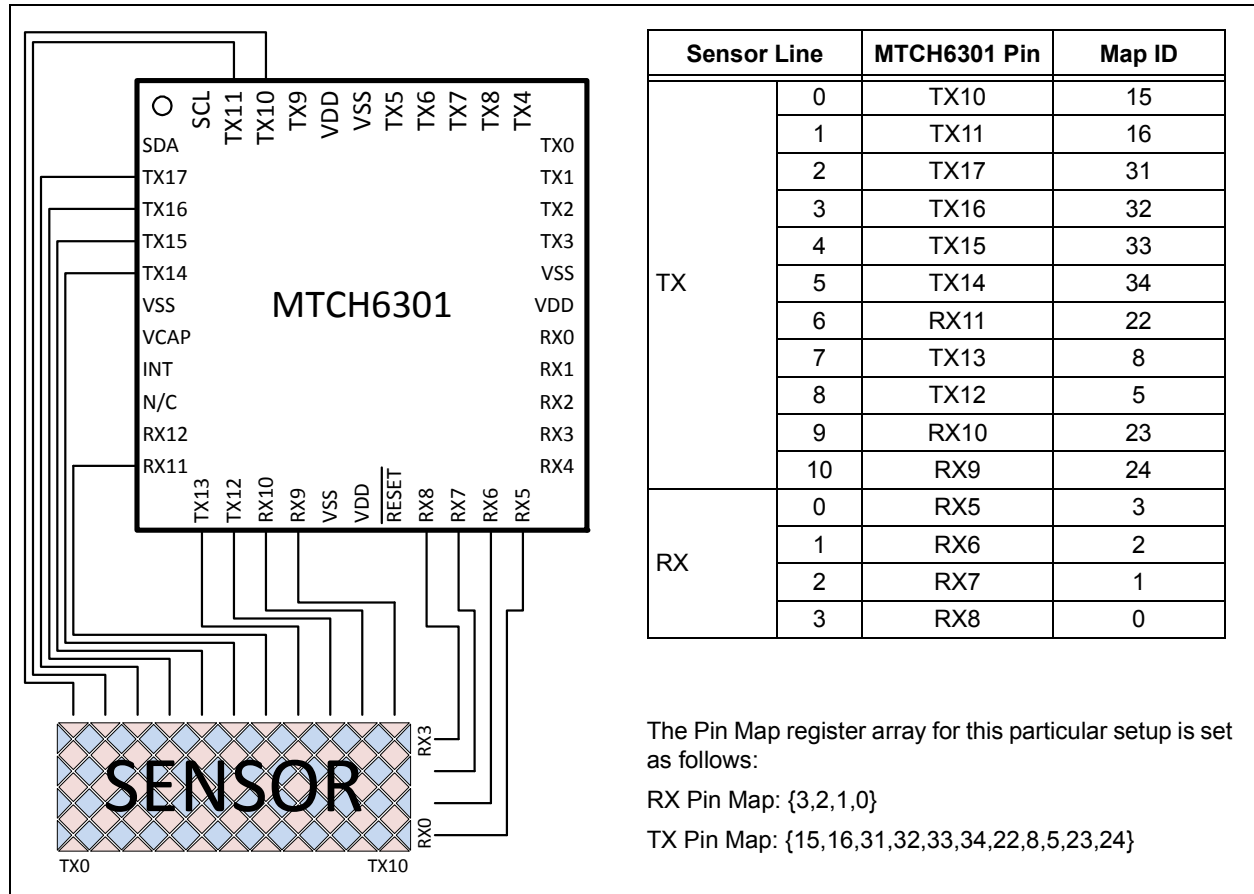 SCL
TX11
TX10
TX9
VDD
VSS
TX5
TX6
TX7
TX8
TX4
SDA
TX17
TX16
TX15
TX14
VSS
VCAP
INT
N/C
RX12
RX11
MTCH6301
TX0
TX1
TX2
TX3
VSS
VDD
RX0
RX1
RX2
RX3
RX4
TX13
TX12
RX10
RX9
VSS
VDD
RESET
RX8
RX7
RX6
RX5
SENSOR
RX3
RX0
TX0
TX10
Sensor Line MTCH6301 Pin Map ID
TX
0 TX10 15
1 TX11 16
2 TX17 31
3 TX16 32
4 TX15 33
5 TX14 34
6 RX11 22
7 TX13 8
8 TX12 5
9 RX10 23
10 RX9 24
RX
0 RX5 3
1 RX6 2
2 RX7 1
3 RX8 0
The Pin Map register array for this particular setup is set
as follows:
RX Pin Map: {3,2,1,0}
TX Pin Map: {15,16,31,32,33,34,22,8,5,23,24}